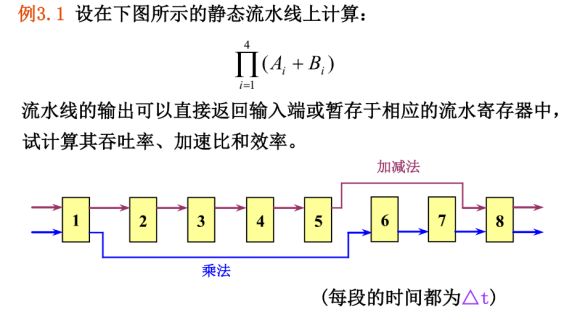 例3.1 设在下图所示的静态流水线上计算：
4
∏(Aᵢ + Bᵢ)
i=1
流水线的输出可以直接返回输入端或暂存于相应的流水寄存器中，
试计算其吞吐率、加速比和效率。
加减法
1 2 3 4 5 6 7 8
乘法
(每段的时间都为△t)